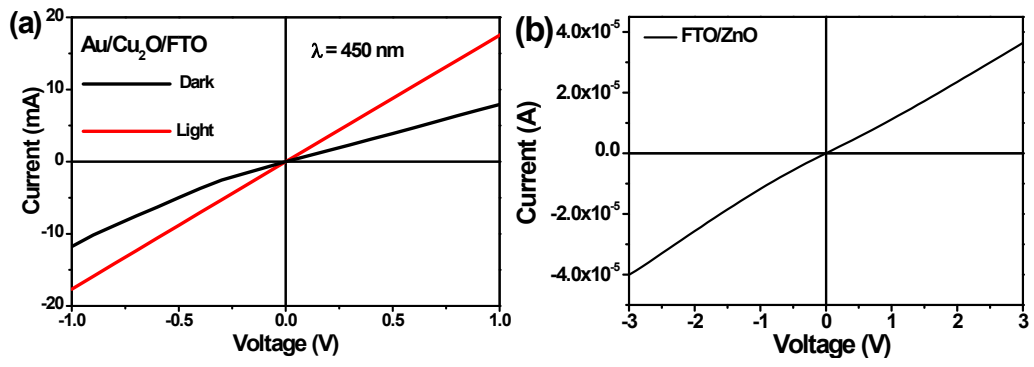 (a)
Au/Cu₂O/FTO
λ = 450 nm
Dark
Light
20
10
0
-10
-20
Current (mA)
-1.0 -0.5 0.0 0.5 1.0
Voltage (V)
(b)
FTO/ZnO
4.0x10⁻⁵
2.0x10⁻⁵
0.0
-2.0x10⁻⁵
-4.0x10⁻⁵
Current (A)
-3 -2 -1 0 1 2 3
Voltage (V)